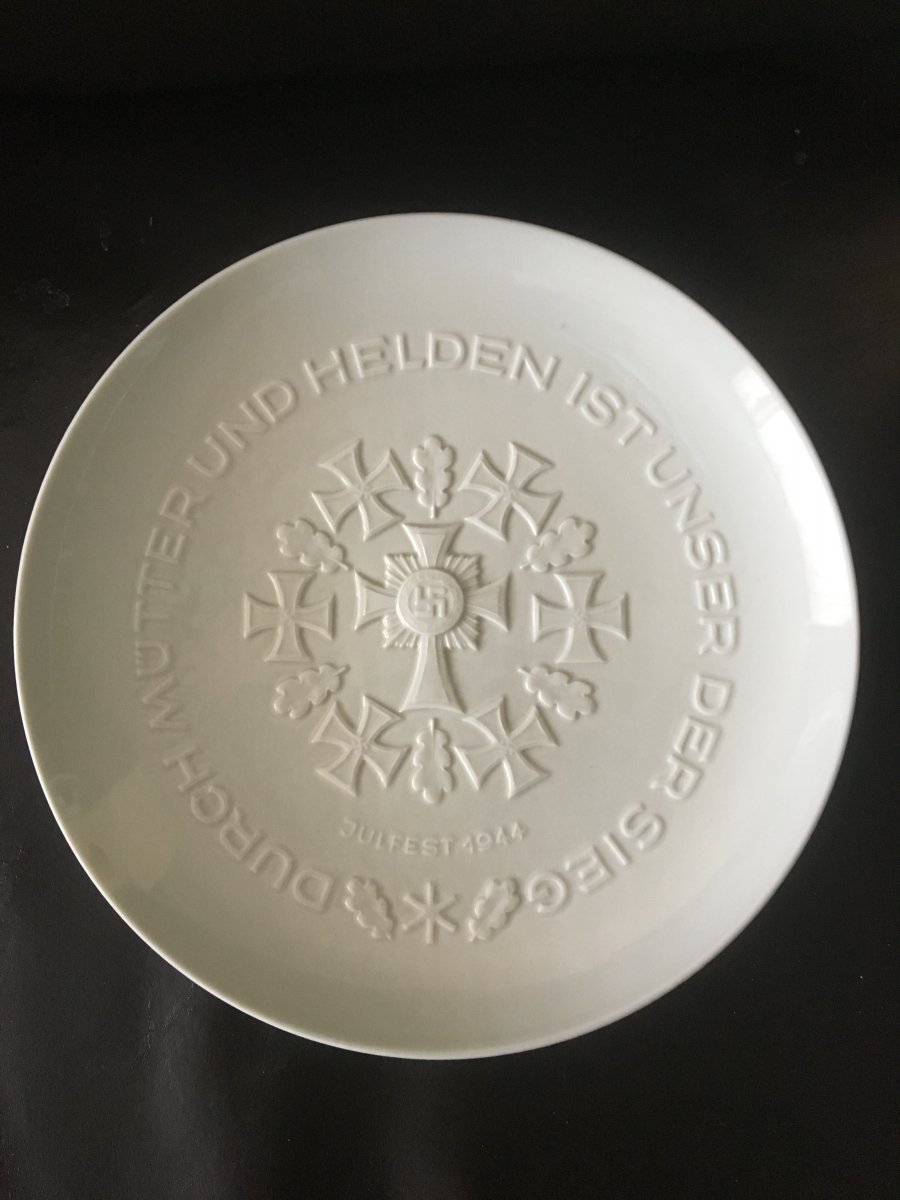 DURCH MÜTTER UND HELDEN IST UNSER DER SIEG
JULFEST 1944